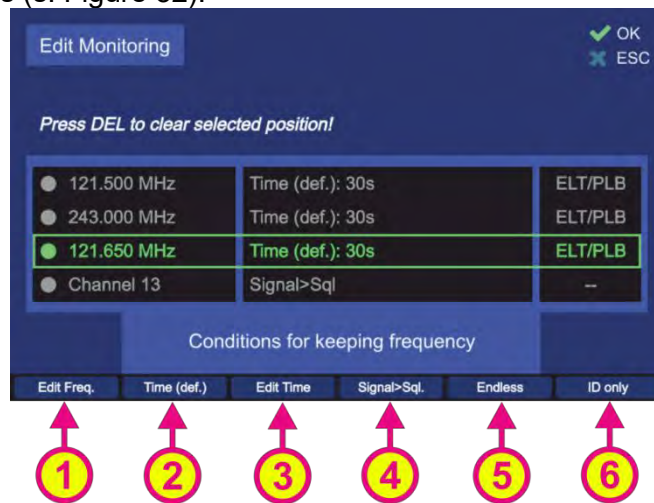 Edit Monitoring
OK
ESC
Press DEL to clear selected position!
121.500 MHz Time (def.): 30s ELT/PLB
243.000 MHz Time (def.): 30s ELT/PLB
121.650 MHz Time (def.): 30s ELT/PLB
Channel 13 Signal>Sql --
Conditions for keeping frequency
Edit Freq. Time (def.) Edit Time Signal>Sql. Endless ID only
1 2 3 4 5 6